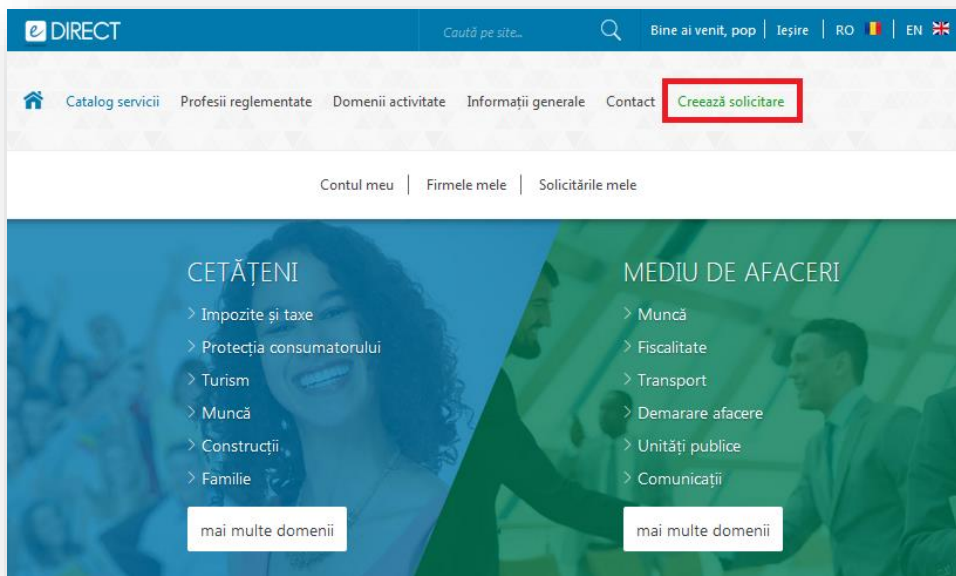 e DIRECT Caută pe site... Bine ai venit, pop | Ieșire | RO | EN
Catalog servicii Profesii reglementate Domenii activitate Informații generale Contact Creează solicitare
Contul meu | Firmele mele | Solicitările mele
CETĂȚENI
> Impozite și taxe
> Protecția consumatorului
> Turism
> Muncă
> Construcții
> Familie
mai multe domenii
MEDIU DE AFACERI
> Muncă
> Fiscalitate
> Transport
> Demarare afacere
> Unități publice
> Comunicații
mai multe domenii